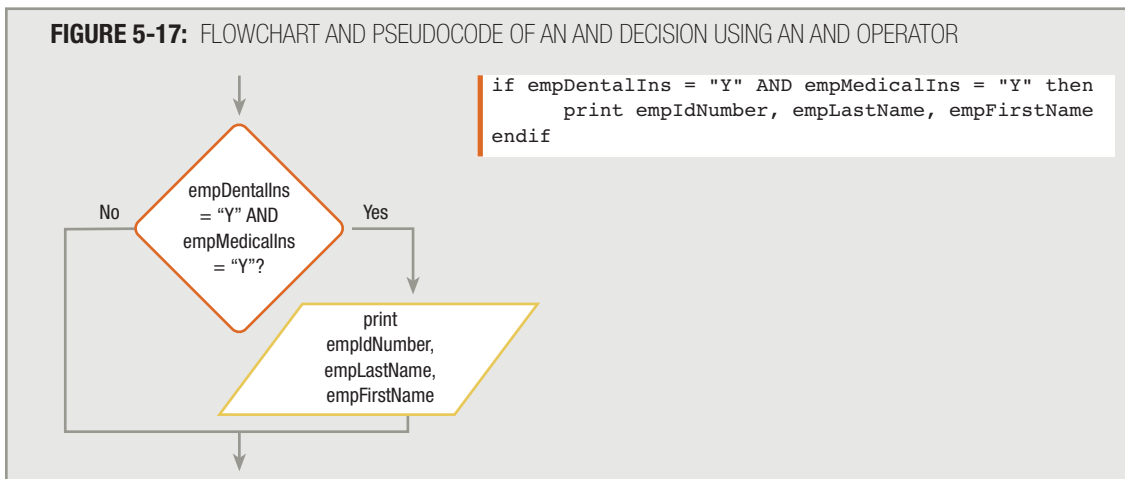 FIGURE 5-17: FLOWCHART AND PSEUDOCODE OF AN AND DECISION USING AN AND OPERATOR
if empDentalIns = "Y" AND empMedicalIns = "Y" then
print empIdNumber, empLastName, empFirstName
endif
empDentalIns
= “Y” AND
empMedicalIns
= “Y”?
No
Yes
print
empIdNumber,
empLastName,
empFirstName